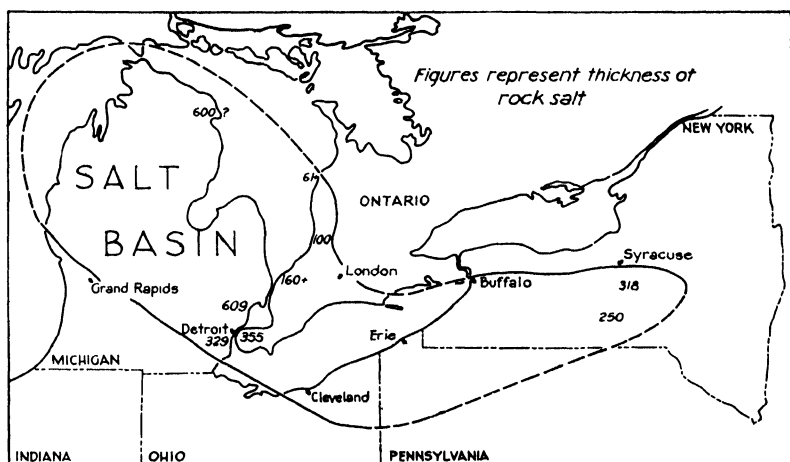 Figures represent thickness of
rock salt
NEW YORK
600?
SALT
61
ONTARIO
100
BASIN
Syracuse
London
160+
Buffalo
Grand Rapids
318
609
250
Detroit
329
355
Erie
MICHIGAN
Cleveland
INDIANA
OHIO
PENNSYLVANIA